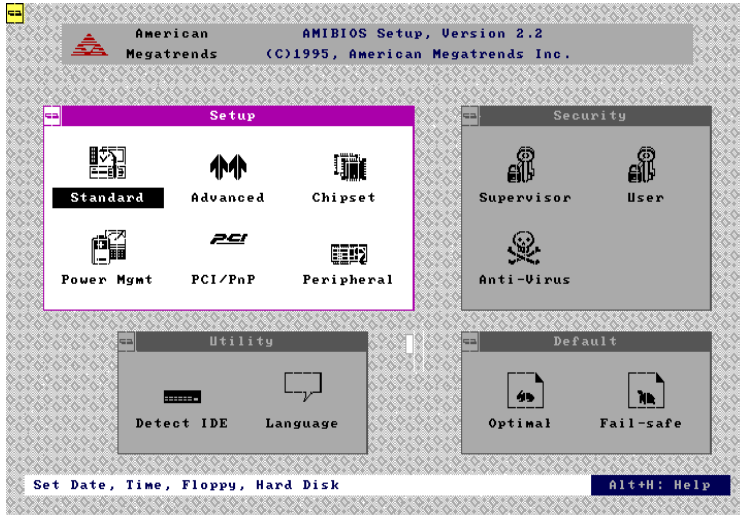 American Megatrends
AMIBIOS Setup, Version 2.2
(C)1995, American Megatrends Inc.
Setup
Standard
Advanced
Chipset
Power Mgmt
PCI
PCI/PnP
Peripheral
Security
Supervisor
User
Anti-Virus
Utility
Detect IDE
Language
Default
Optimal
Fail-safe
Set Date, Time, Floppy, Hard Disk
Alt+H: Help